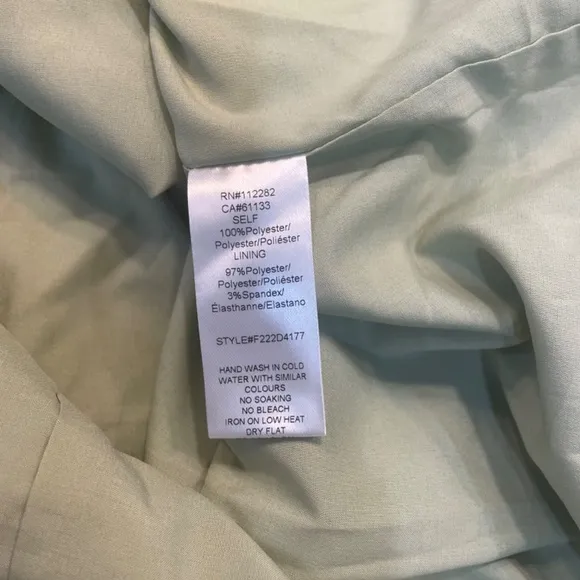 RN#112282
CA#61133
SELF
100%Polyester/
Polyester/Poliéster
LINING
97%Polyester/
Polyester/Poliéster
3%Spandex/
Élasthanne/Elastano
STYLE#F222D4177
HAND WASH IN COLD
WATER WITH SIMILAR
COLOURS
NO SOAKING
NO BLEACH
IRON ON LOW HEAT
DRY FLAT